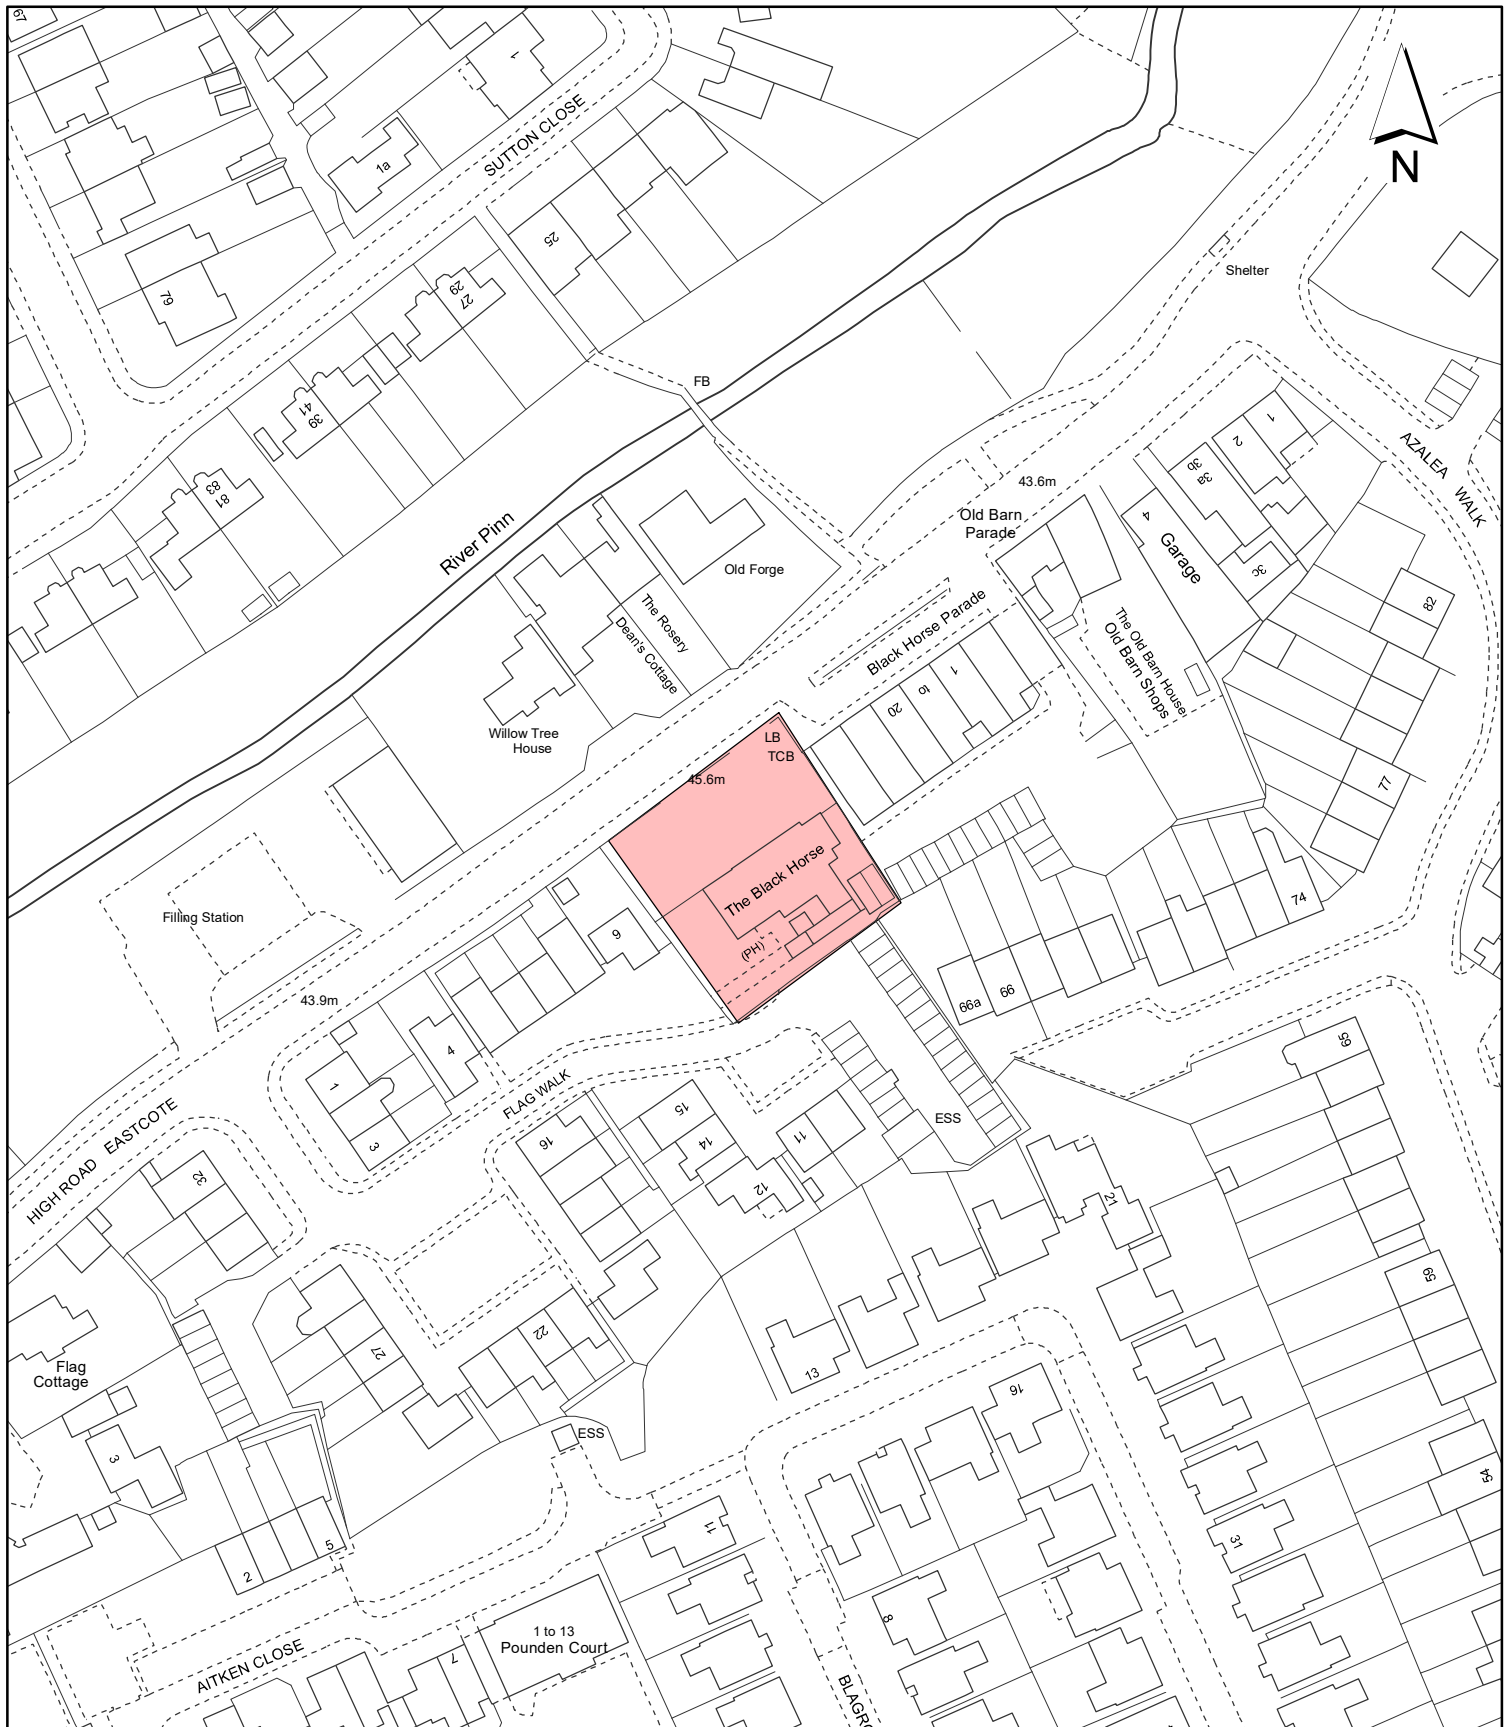 67
1
1a
SUTTON CLOSE
N
25
79
29
27
Shelter
FB
41
39
83
81
River Pinn
43.6m
Old Barn
Parade
1
2
3b
3a
4
Garage
3c
AZALEA WALK
Old Forge
The Rosery
Dean's Cottage
Black Horse Parade
1
to
20
The Old Barn House
Old Barn Shops
82
Willow Tree
House
LB
TCB
45.6m
77
The Black Horse
(PH)
Filling Station
9
74
66a
66
43.9m
4
1
3
FLAG WALK
65
HIGH ROAD EASTCOTE
16
15
14
12
11
ESS
32
21
59
22
27
13
Flag
Cottage
16
3
ESS
54
11
31
2
5
8
1 to 13
Pounden Court
7
AITKEN CLOSE